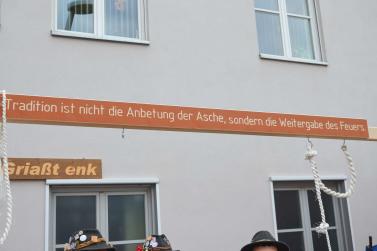 Tradition ist nicht die Anbetung der Asche, sondern die Weitergabe des Feuers.
Griaßt enk